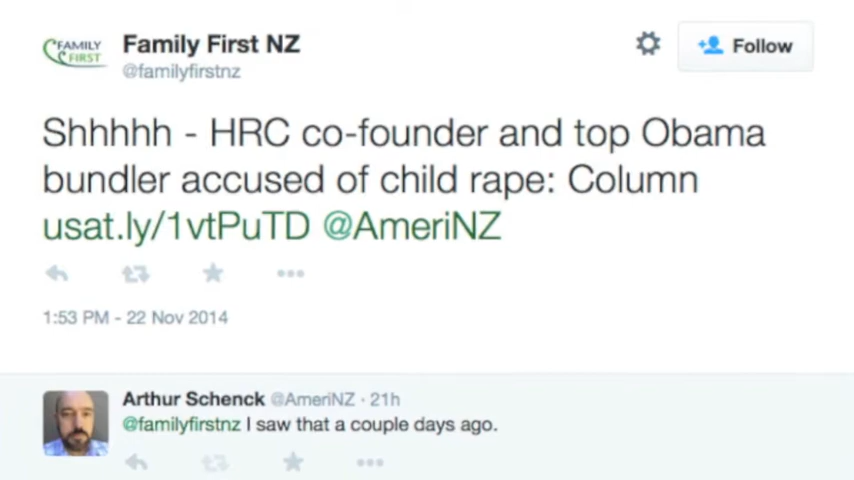 FAMILY
FIRST
Family First NZ
@familyfirstnz
Follow
Shhhhh - HRC co-founder and top Obama
bundler accused of child rape: Column
usat.ly/1vtPuTD @AmeriNZ
1:53 PM - 22 Nov 2014
Arthur Schenck @AmeriNZ · 21h
@familyfirstnz I saw that a couple days ago.